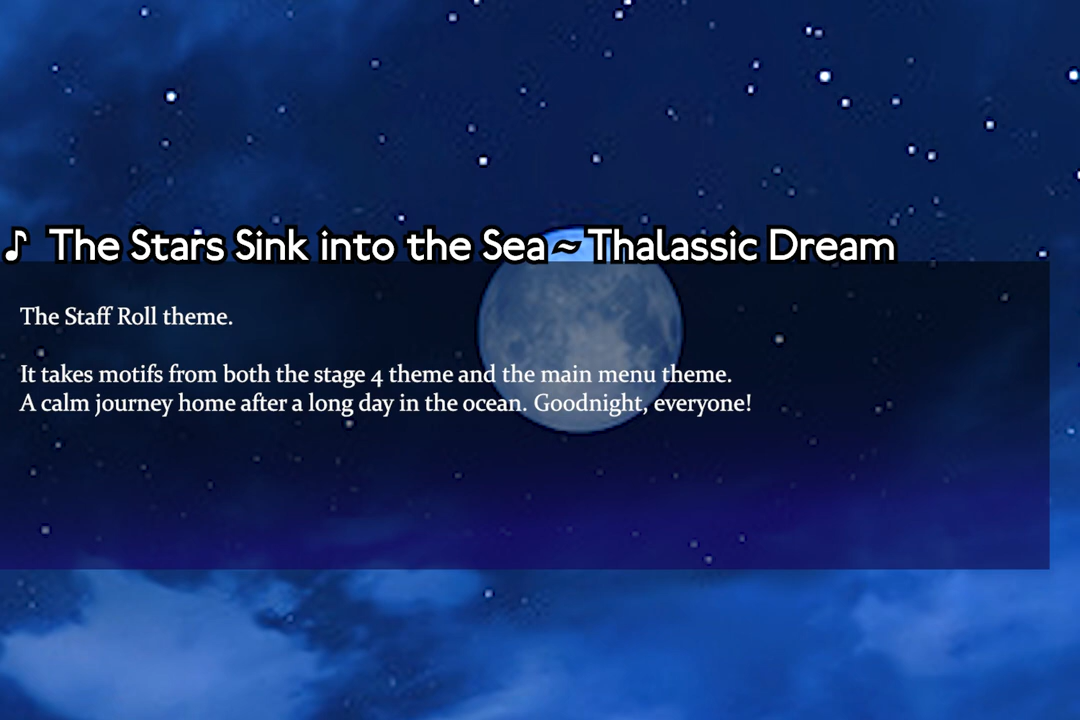 ♪ The Stars Sink into the Sea ~ Thalassic Dream
The Staff Roll theme.
It takes motifs from both the stage 4 theme and the main menu theme.
A calm journey home after a long day in the ocean. Goodnight, everyone!